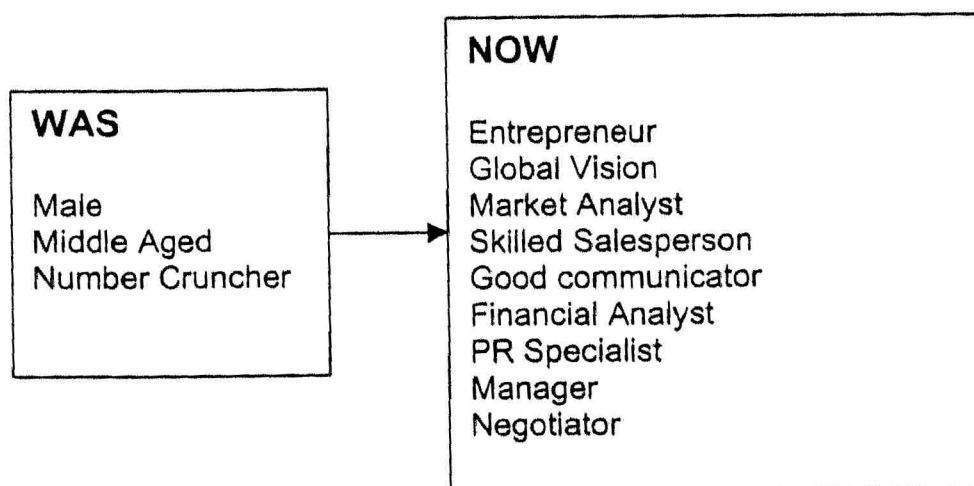 WAS
Male
Middle Aged
Number Cruncher
NOW
Entrepreneur
Global Vision
Market Analyst
Skilled Salesperson
Good communicator
Financial Analyst
PR Specialist
Manager
Negotiator